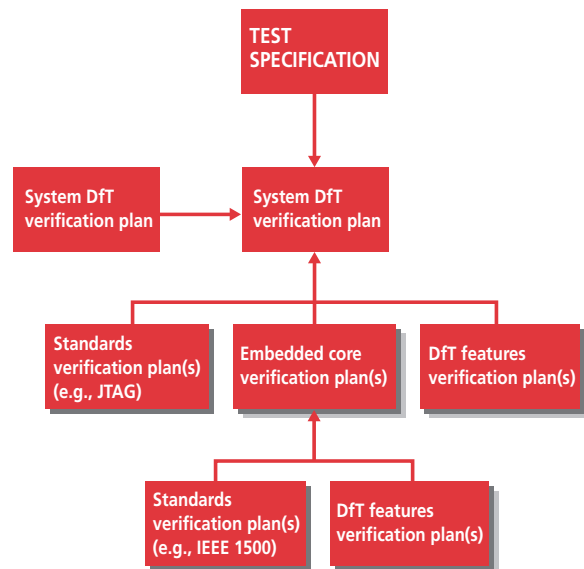 TEST
SPECIFICATION
System DfT
verification plan
System DfT
verification plan
Standards
verification plan(s)
(e.g., JTAG)
Embedded core
verification plan(s)
DfT features
verification plan(s)
Standards
verification plan(s)
(e.g., IEEE 1500)
DfT features
verification plan(s)